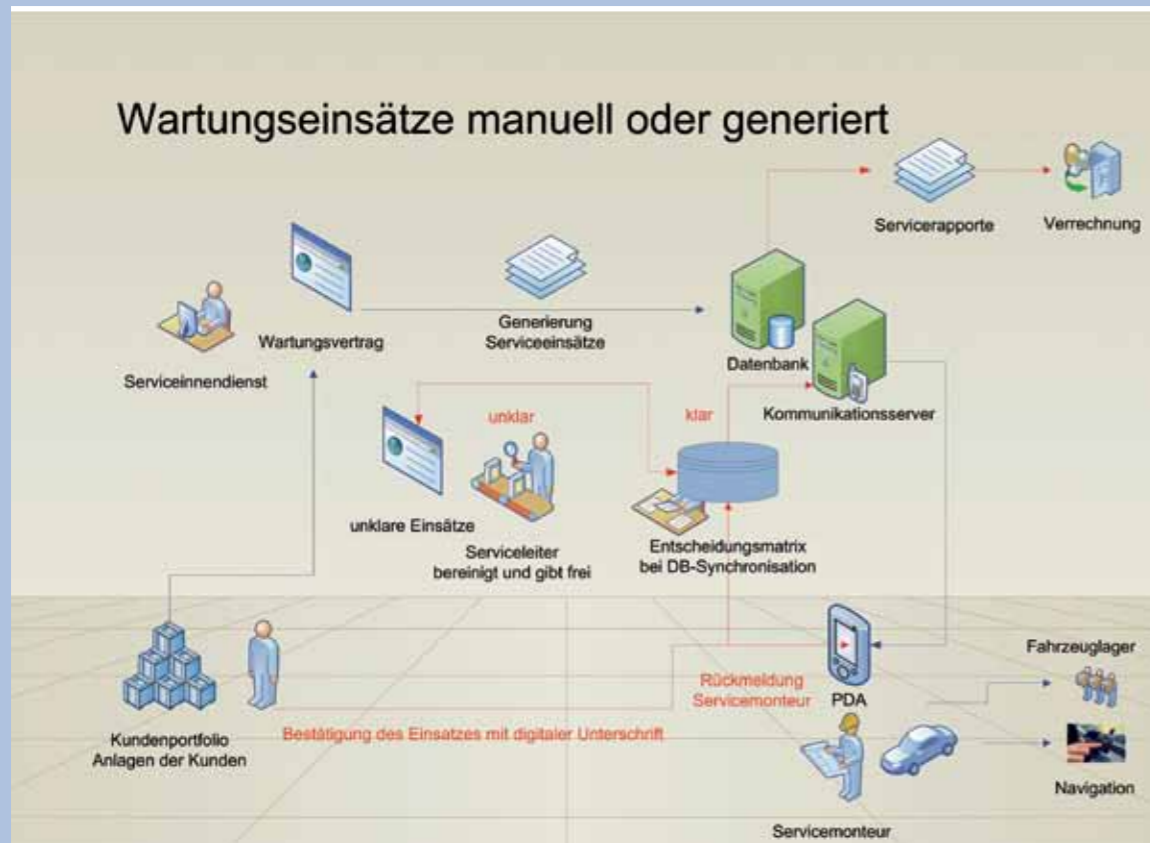 Wartungseinsätze manuell oder generiert
Servicerapporte
Verrechnung
Wartungsvertrag
Generierung
Serviceeinsätze
Serviceinnendienst
Datenbank
Kommunikationsserver
unklar
klar
unklare Einsätze
Serviceleiter
bereinigt und gibt frei
Entscheidungsmatrix
bei DB-Synchronisation
Fahrzeuglager
Rückmeldung
Servicemonteur
PDA
Bestätigung des Einsatzes mit digitaler Unterschrift
Kundenportfolio
Anlagen der Kunden
Navigation
Servicemonteur